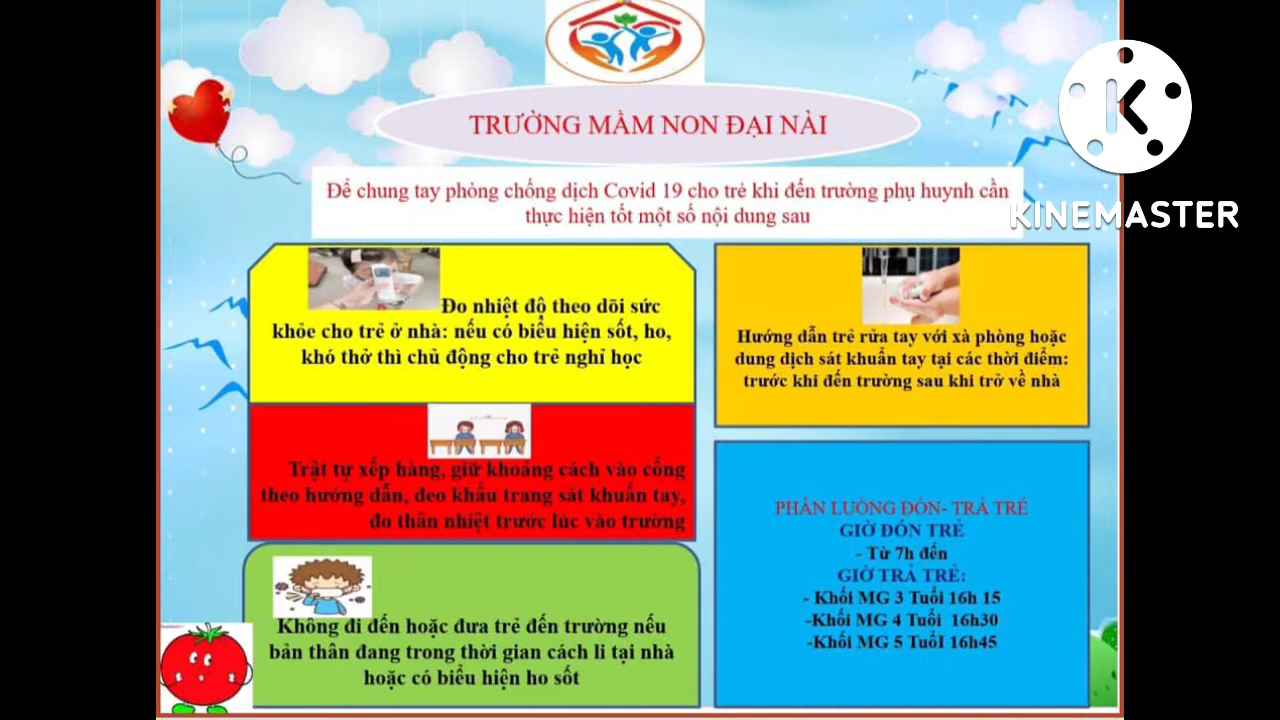 TRƯỜNG MẦM NON ĐẠI NÀI
Để chung tay phòng chống dịch Covid 19 cho trẻ khi đến trường phụ huynh cần
thực hiện tốt một số nội dung sau
KINEMASTER
Đo nhiệt độ theo dõi sức
khỏe cho trẻ ở nhà: nếu có biểu hiện sốt, ho,
khó thở thì chủ động cho trẻ nghỉ học
Trật tự xếp hàng, giữ khoảng cách vào cổng
theo hướng dẫn, đeo khẩu trang sát khuẩn tay,
đo thân nhiệt trước lúc vào trường
Không đi đến hoặc đưa trẻ đến trường nếu
bản thân đang trong thời gian cách li tại nhà
hoặc có biểu hiện ho sốt
Hướng dẫn trẻ rửa tay với xà phòng hoặc
dung dịch sát khuẩn tay tại các thời điểm:
trước khi đến trường sau khi trở về nhà
PHÂN LUỒNG ĐÓN- TRẢ TRẺ
GIỜ ĐÓN TRẺ
- Từ 7h đến
GIỜ TRẢ TRẺ:
- Khối MG 3 Tuổi 16h 15
-Khối MG 4 Tuổi 16h30
-Khối MG 5 TuổI 16h45